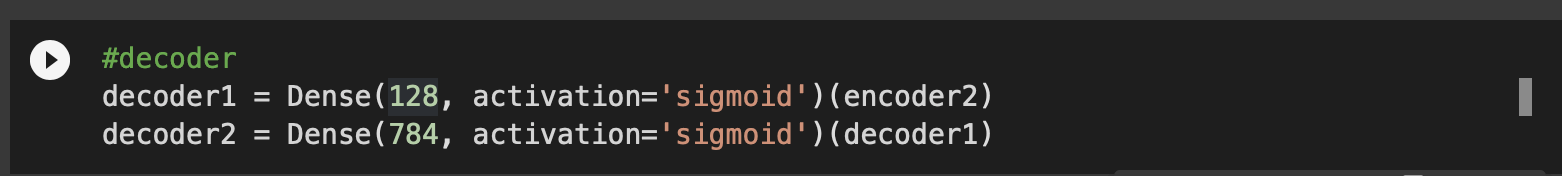 #decoder
decoder1 = Dense(128, activation='sigmoid')(encoder2)
decoder2 = Dense(784, activation='sigmoid')(decoder1)